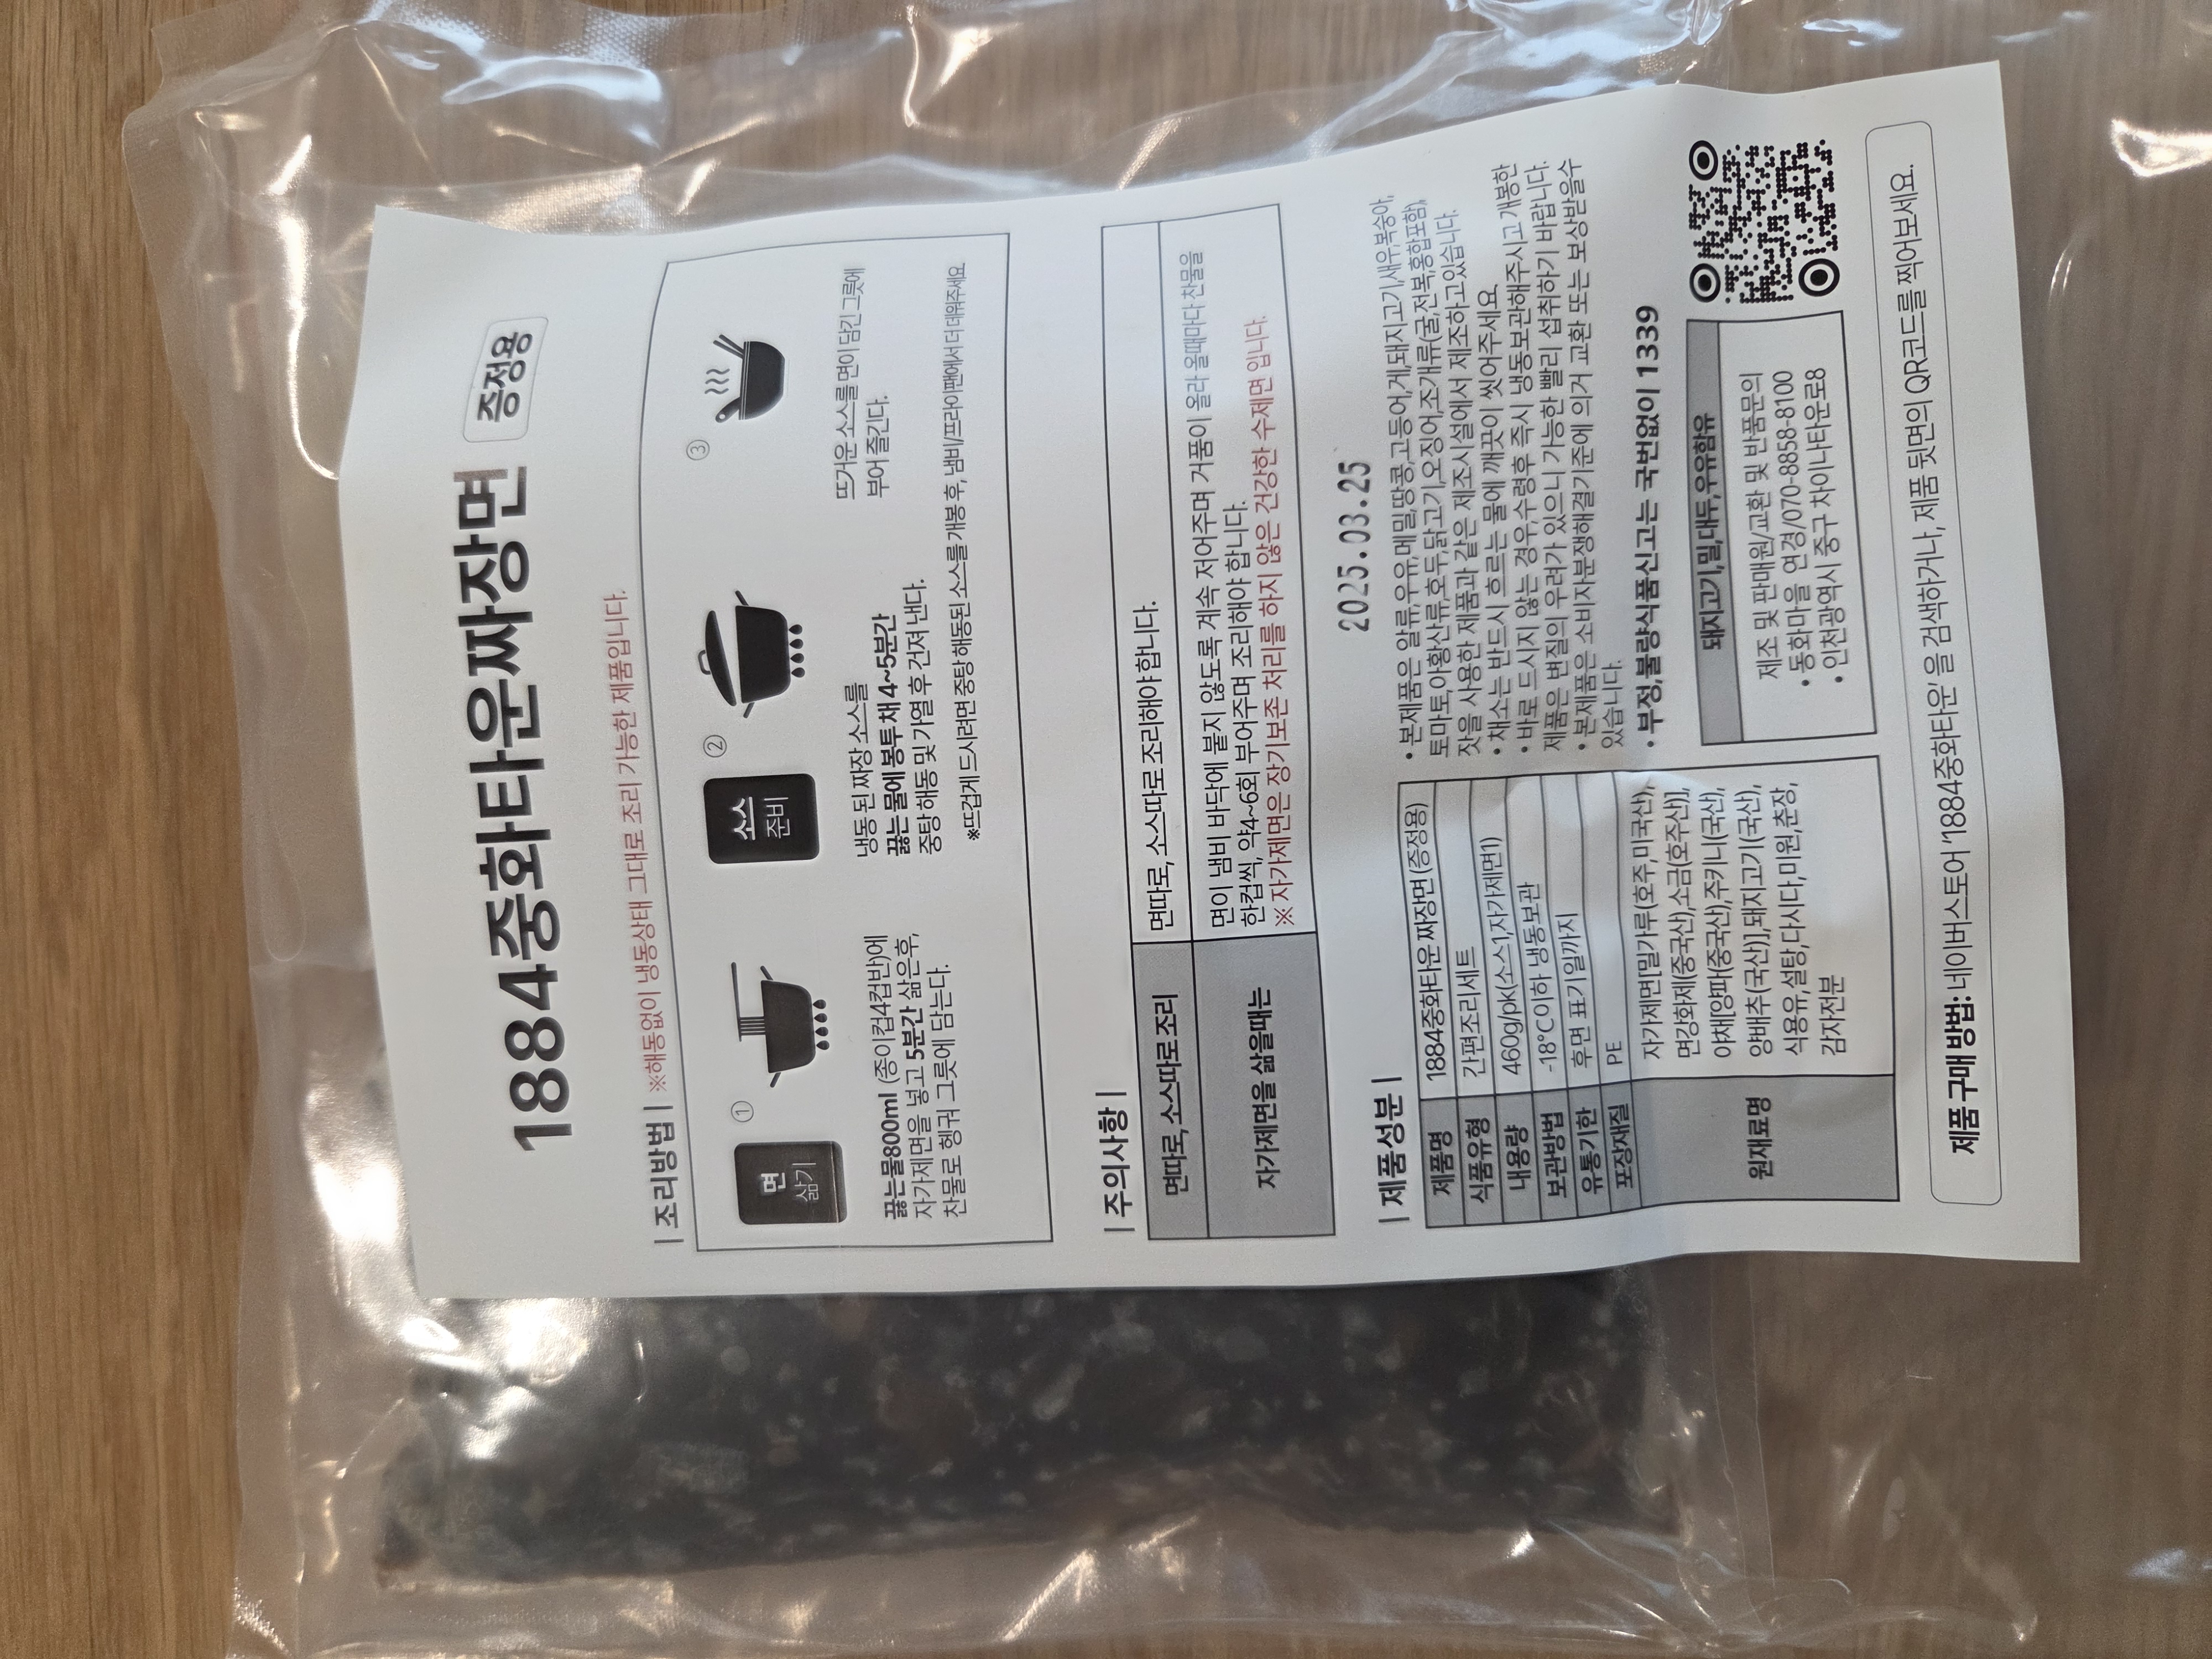 1884중화타운짜장면 증정용
| 조리방법 | ※해동없이 냉동상태 그대로 조리 가능한 제품입니다.
면
삶기
①
끓는물800ml (종이컵4컵반)에
자가제면을 넣고 5분간 삶은후,
찬물로 헹궈 그릇에 담는다.
소스
준비
②
냉동 된 짜장 소스를
끓는 물에 봉투 채 4~5분간
중탕 해동 및 가열 후 건져 낸다.
③
뜨거운 소스를 면이 담긴 그릇에
부어 즐긴다.
※뜨겁게 드시려면 중탕 해동된 소스를 개봉 후, 냄비/프라이팬에서 더 데워주세요
| 주의사항 |
면따로, 소스따로 조리
면따로, 소스따로 조리해야 합니다.
자가제면을 삶을때는
면이 냄비 바닥에 붙지 않도록 계속 저어주며 거품이 올라 올때마다 찬물을
한컵씩, 약4~6회 부어주며 조리해야 합니다.
※자가제면은 장기보존 처리를 하지 않은 건강한 수제면 입니다.
| 제품성분 |
2025.03.25
제품명 1884중화타운 짜장면(증정용)
식품유형 간편조리세트
내용량 460g/pk(소스1,자가제면1)
보관방법 -18°C이하 냉동보관
유통기한 후면 표기일까지
포장재질 PE
원재료명
자가제면[밀가루(호주,미국산),
면강화제(중국산),소금(호주산)],
야채[양파(중국산),주키니(국산),
양배추(국산)],돼지고기(국산),
식용유,설탕,다시다,미원,춘장,
감자전분
• 본제품은 알류,우유,메밀,땅콩,고등어,게,돼지고기,새우,복숭아,
토마토,아황산류,호두,닭고기,오징어,조개류(굴,전복,홍합포함),
잣을 사용한 제품과 같은 제조시설에서 제조하고있습니다.
• 채소는 반드시 흐르는 물에 깨끗이 씻어주세요
• 바로 드시지 않는 경우,수령후 즉시 냉동보관해주시고 개봉한
제품은 변질의 우려가 있으니 가능한 빨리 섭취하기 바랍니다.
• 본제품은 소비자분쟁해결기준에 의거 교환 또는 보상받을수
있습니다.
• 부정,불량식품신고는 국번없이 1339
돼지고기,밀,대두,우유함유
제조 및 판매원/교환 및 반품문의
• 동화마을 연경/070-8858-8100
• 인천광역시 중구 차이나타운로8
제품 구매 방법: 네이버스토어 '1884중화타운'을 검색하거나, 제품 뒷면의 QR코드를 찍어보세요.